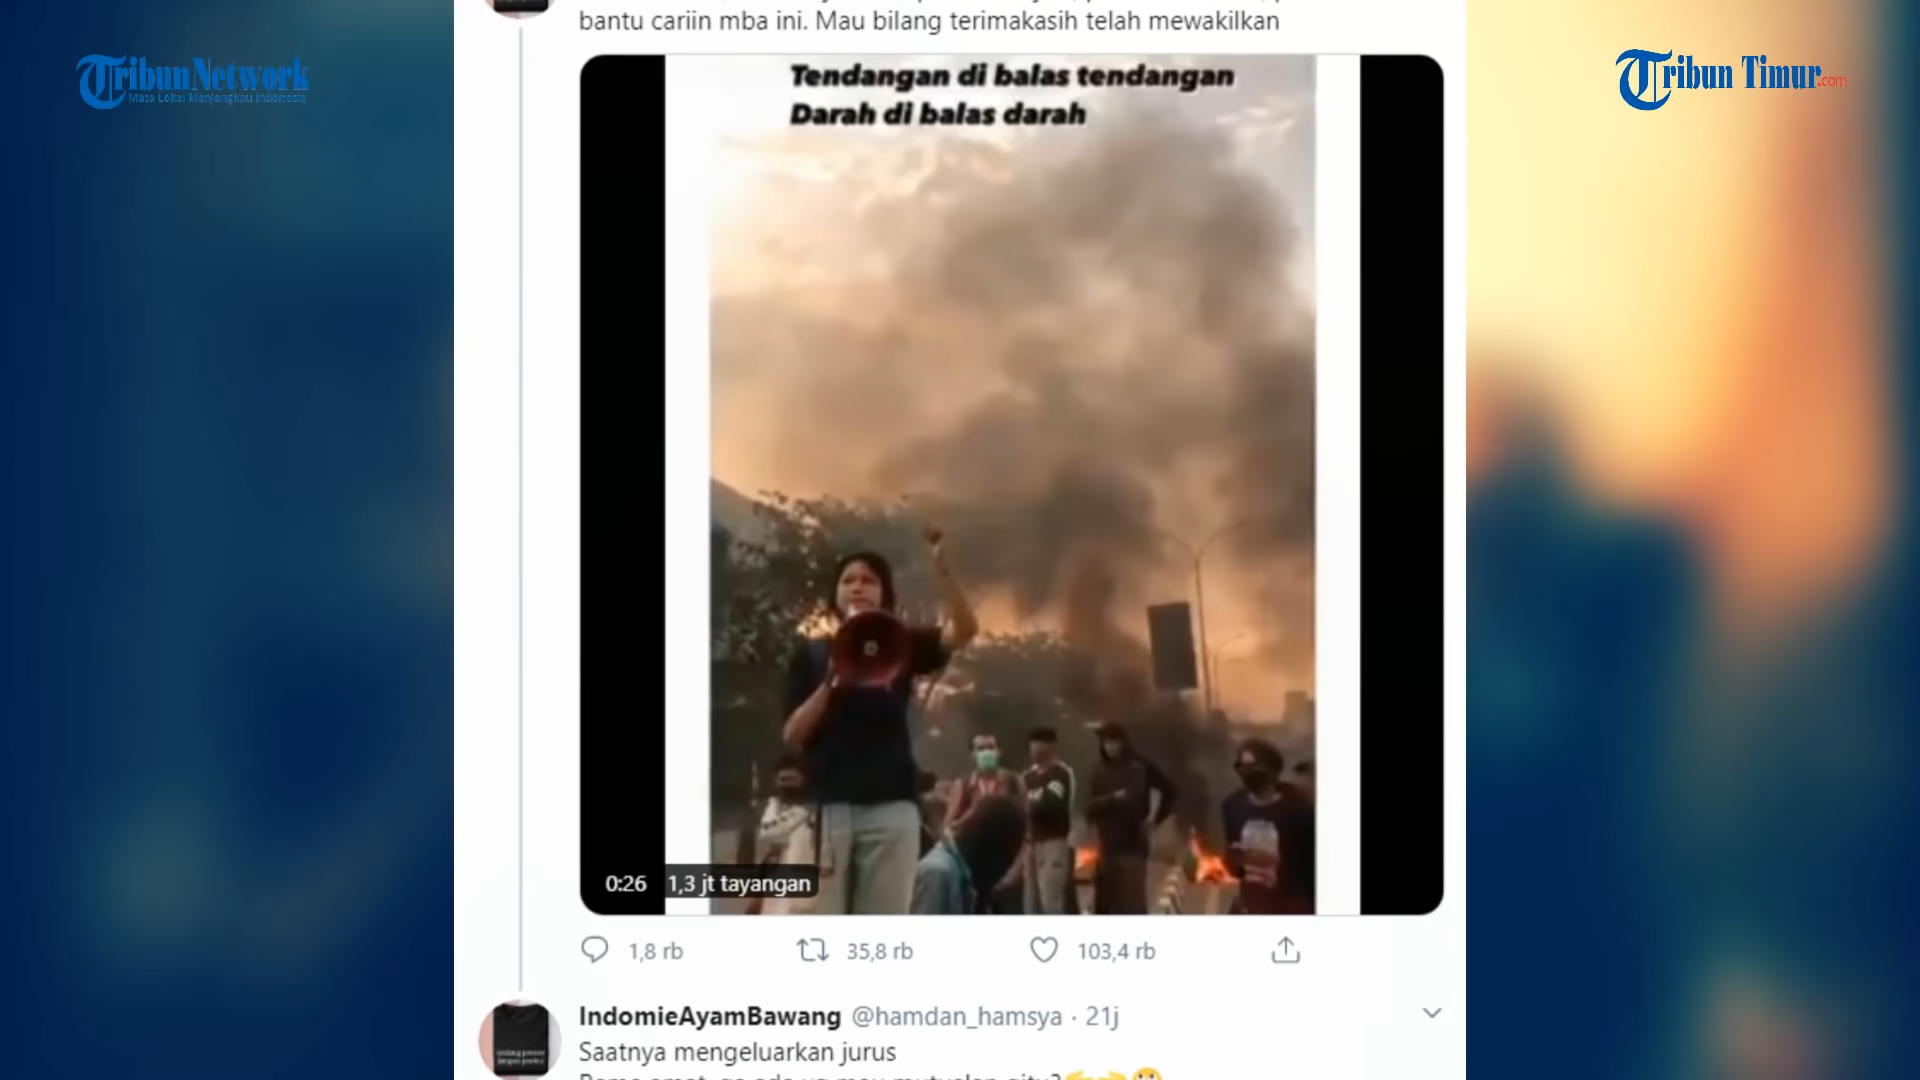 bantu cariin mba ini. Mau bilang terimakasih telah mewakilkan
TribunNetwork
Mata Lokal Menjangkau Indonesia
Tribun Timur.com
Tendangan di balas tendangan
Darah di balas darah
0:26 1,3 jt tayangan
1,8 rb 35,8 rb 103,4 rb
IndomieAyamBawang @hamdan_hamsya · 21j
Saatnya mengeluarkan jurus